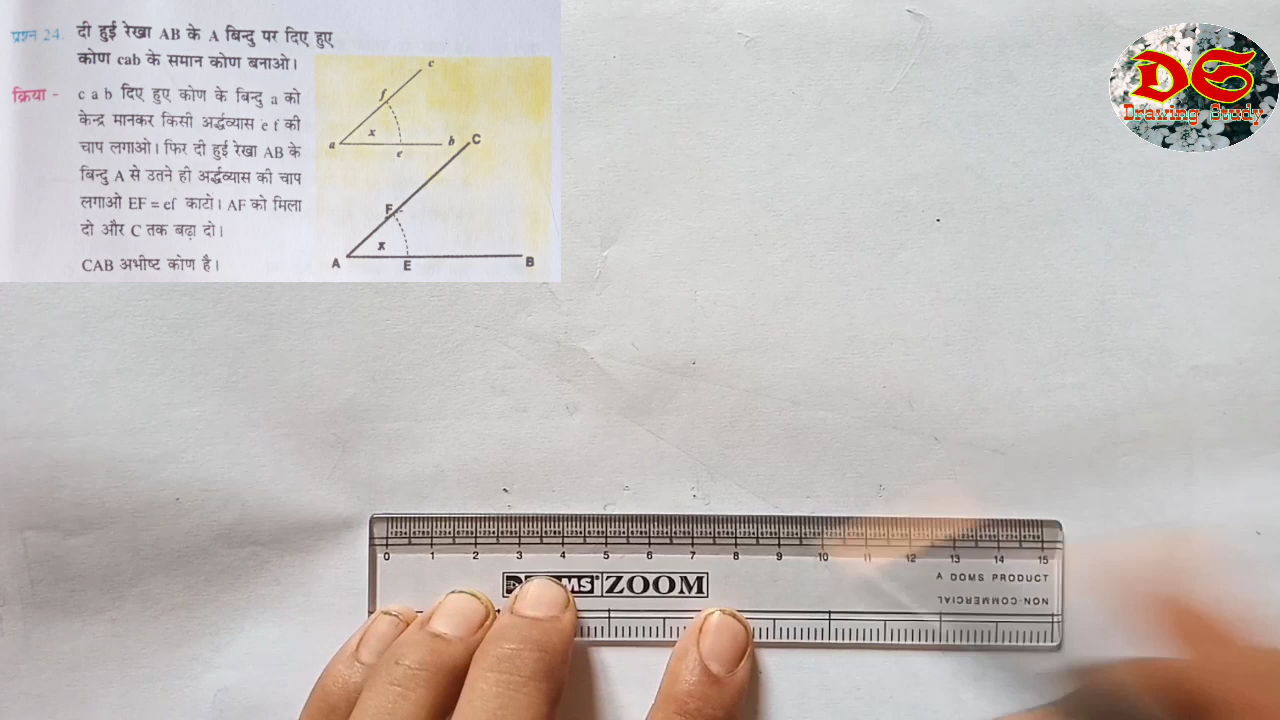 प्रश्न 24. दी हुई रेखा AB के A बिन्दु पर दिए हुए
कोण cab के समान कोण बनाओ।
क्रिया - c a b दिए हुए कोण के बिन्दु a को
केन्द्र मानकर किसी अर्द्धव्यास e f की
चाप लगाओ। फिर दी हुई रेखा AB के
बिन्दु A से उतने ही अर्द्धव्यास की चाप
लगाओ EF = ef काटो। AF को मिला
दो और C तक बढ़ा दो।
CAB अभीष्ट कोण है।
c
f
x
a e b
C
F
x
A E B
DS
Drawing Study
0 1 2 3 4 5 6 7 8 9 10 11 12 13 14 15
DOMS ZOOM
A DOMS PRODUCT
NON-COMMERCIAL